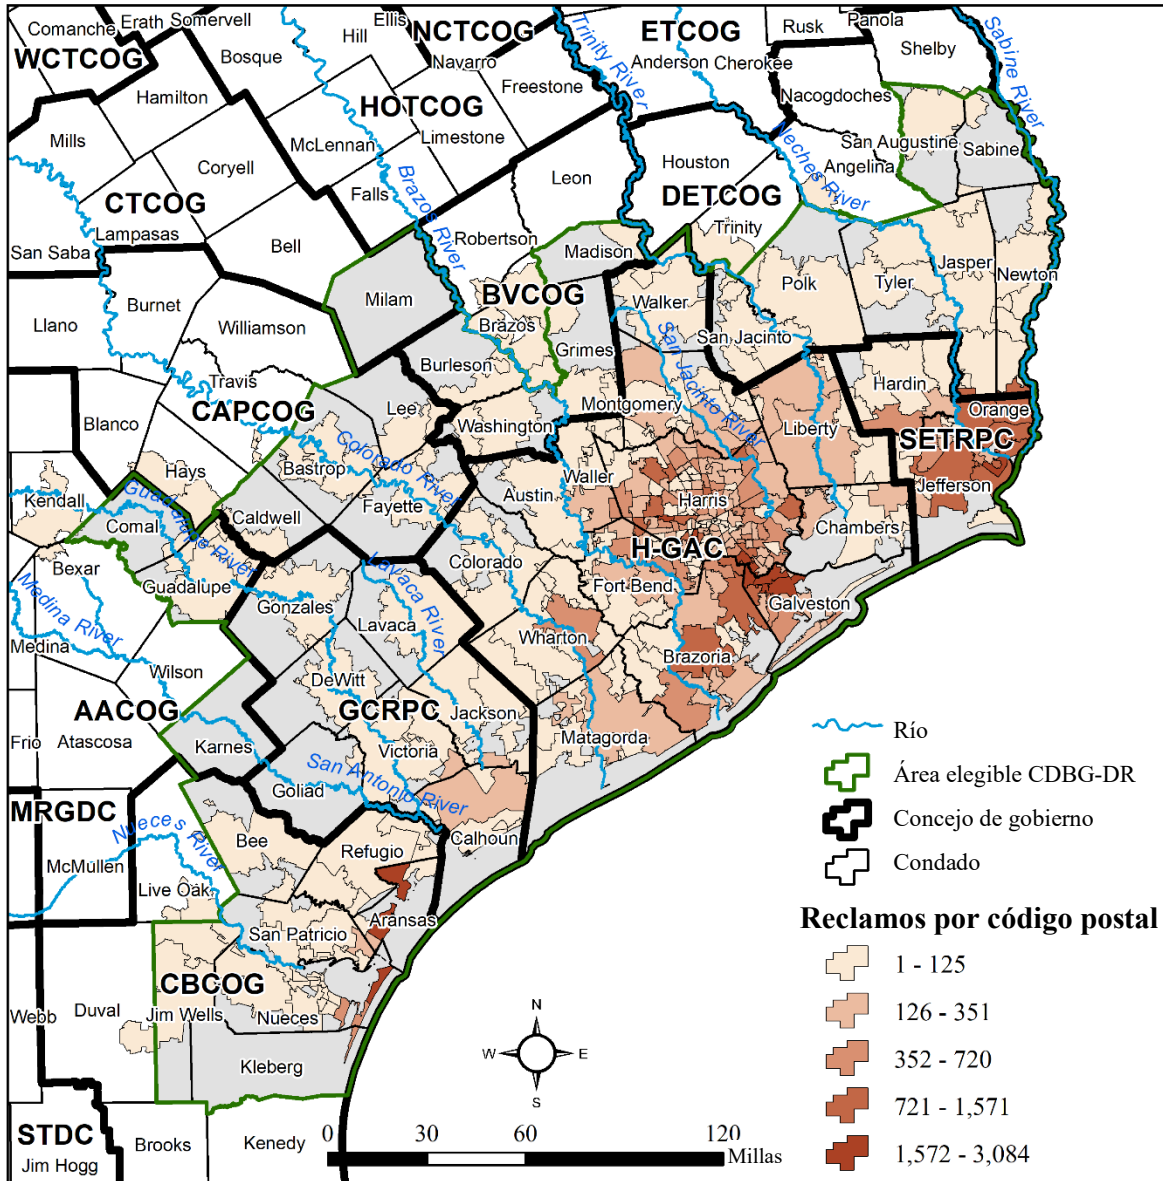 Comanche
Erath
Somervell
Bosque
Hill
Ellis
NCTCOG
Navarro
Trinity River
ETCOG
Anderson
Cherokee
Rusk
Panola
Shelby
Sabine River
WCTCOG
Hamilton
HOTCOG
Freestone
Nacogdoches
Mills
McLennan
Limestone
Coryell
Neches River
San Augustine
Sabine
Houston
Angelina
Falls
Brazos River
Leon
DETCOG
CTCOG
Lampasas
Bell
San Saba
Robertson
Madison
Trinity
Jasper
Newton
Burnet
Milam
BVCOG
Walker
Polk
Tyler
Llano
Williamson
Brazos
San Jacinto
Grimes
San Jacinto River
Burleson
Travis
Hardin
CAPCOG
Lee
Montgomery
Orange
Blanco
Washington
Liberty
SETRPC
Colorado River
Hays
Bastrop
Waller
Jefferson
Kendall
Guadalupe River
Austin
Harris
Fayette
Comal
Caldwell
Chambers
H-GAC
Bexar
Lavaca River
Colorado
Medina River
Guadalupe
Fort Bend
Gonzales
Galveston
Lavaca
Wharton
Medina
Brazoria
Wilson
DeWitt
AACOG
GCRPC
Jackson
Frio
Atascosa
Karnes
Victoria
Matagorda
San Antonio River
Goliad
MRGDC
Nueces River
Bee
Refugio
Calhoun
McMullen
Live Oak
Aransas
San Patricio
CBCOG
Webb
Duval
Jim Wells
Nueces
Kleberg
STDC
Jim Hogg
Brooks
Kenedy
Río
Área elegible CDBG-DR
Concejo de gobierno
Condado
Reclamos por código postal
1 - 125
126 - 351
352 - 720
721 - 1,571
1,572 - 3,084
N
W E
S
0 30 60 120
Millas